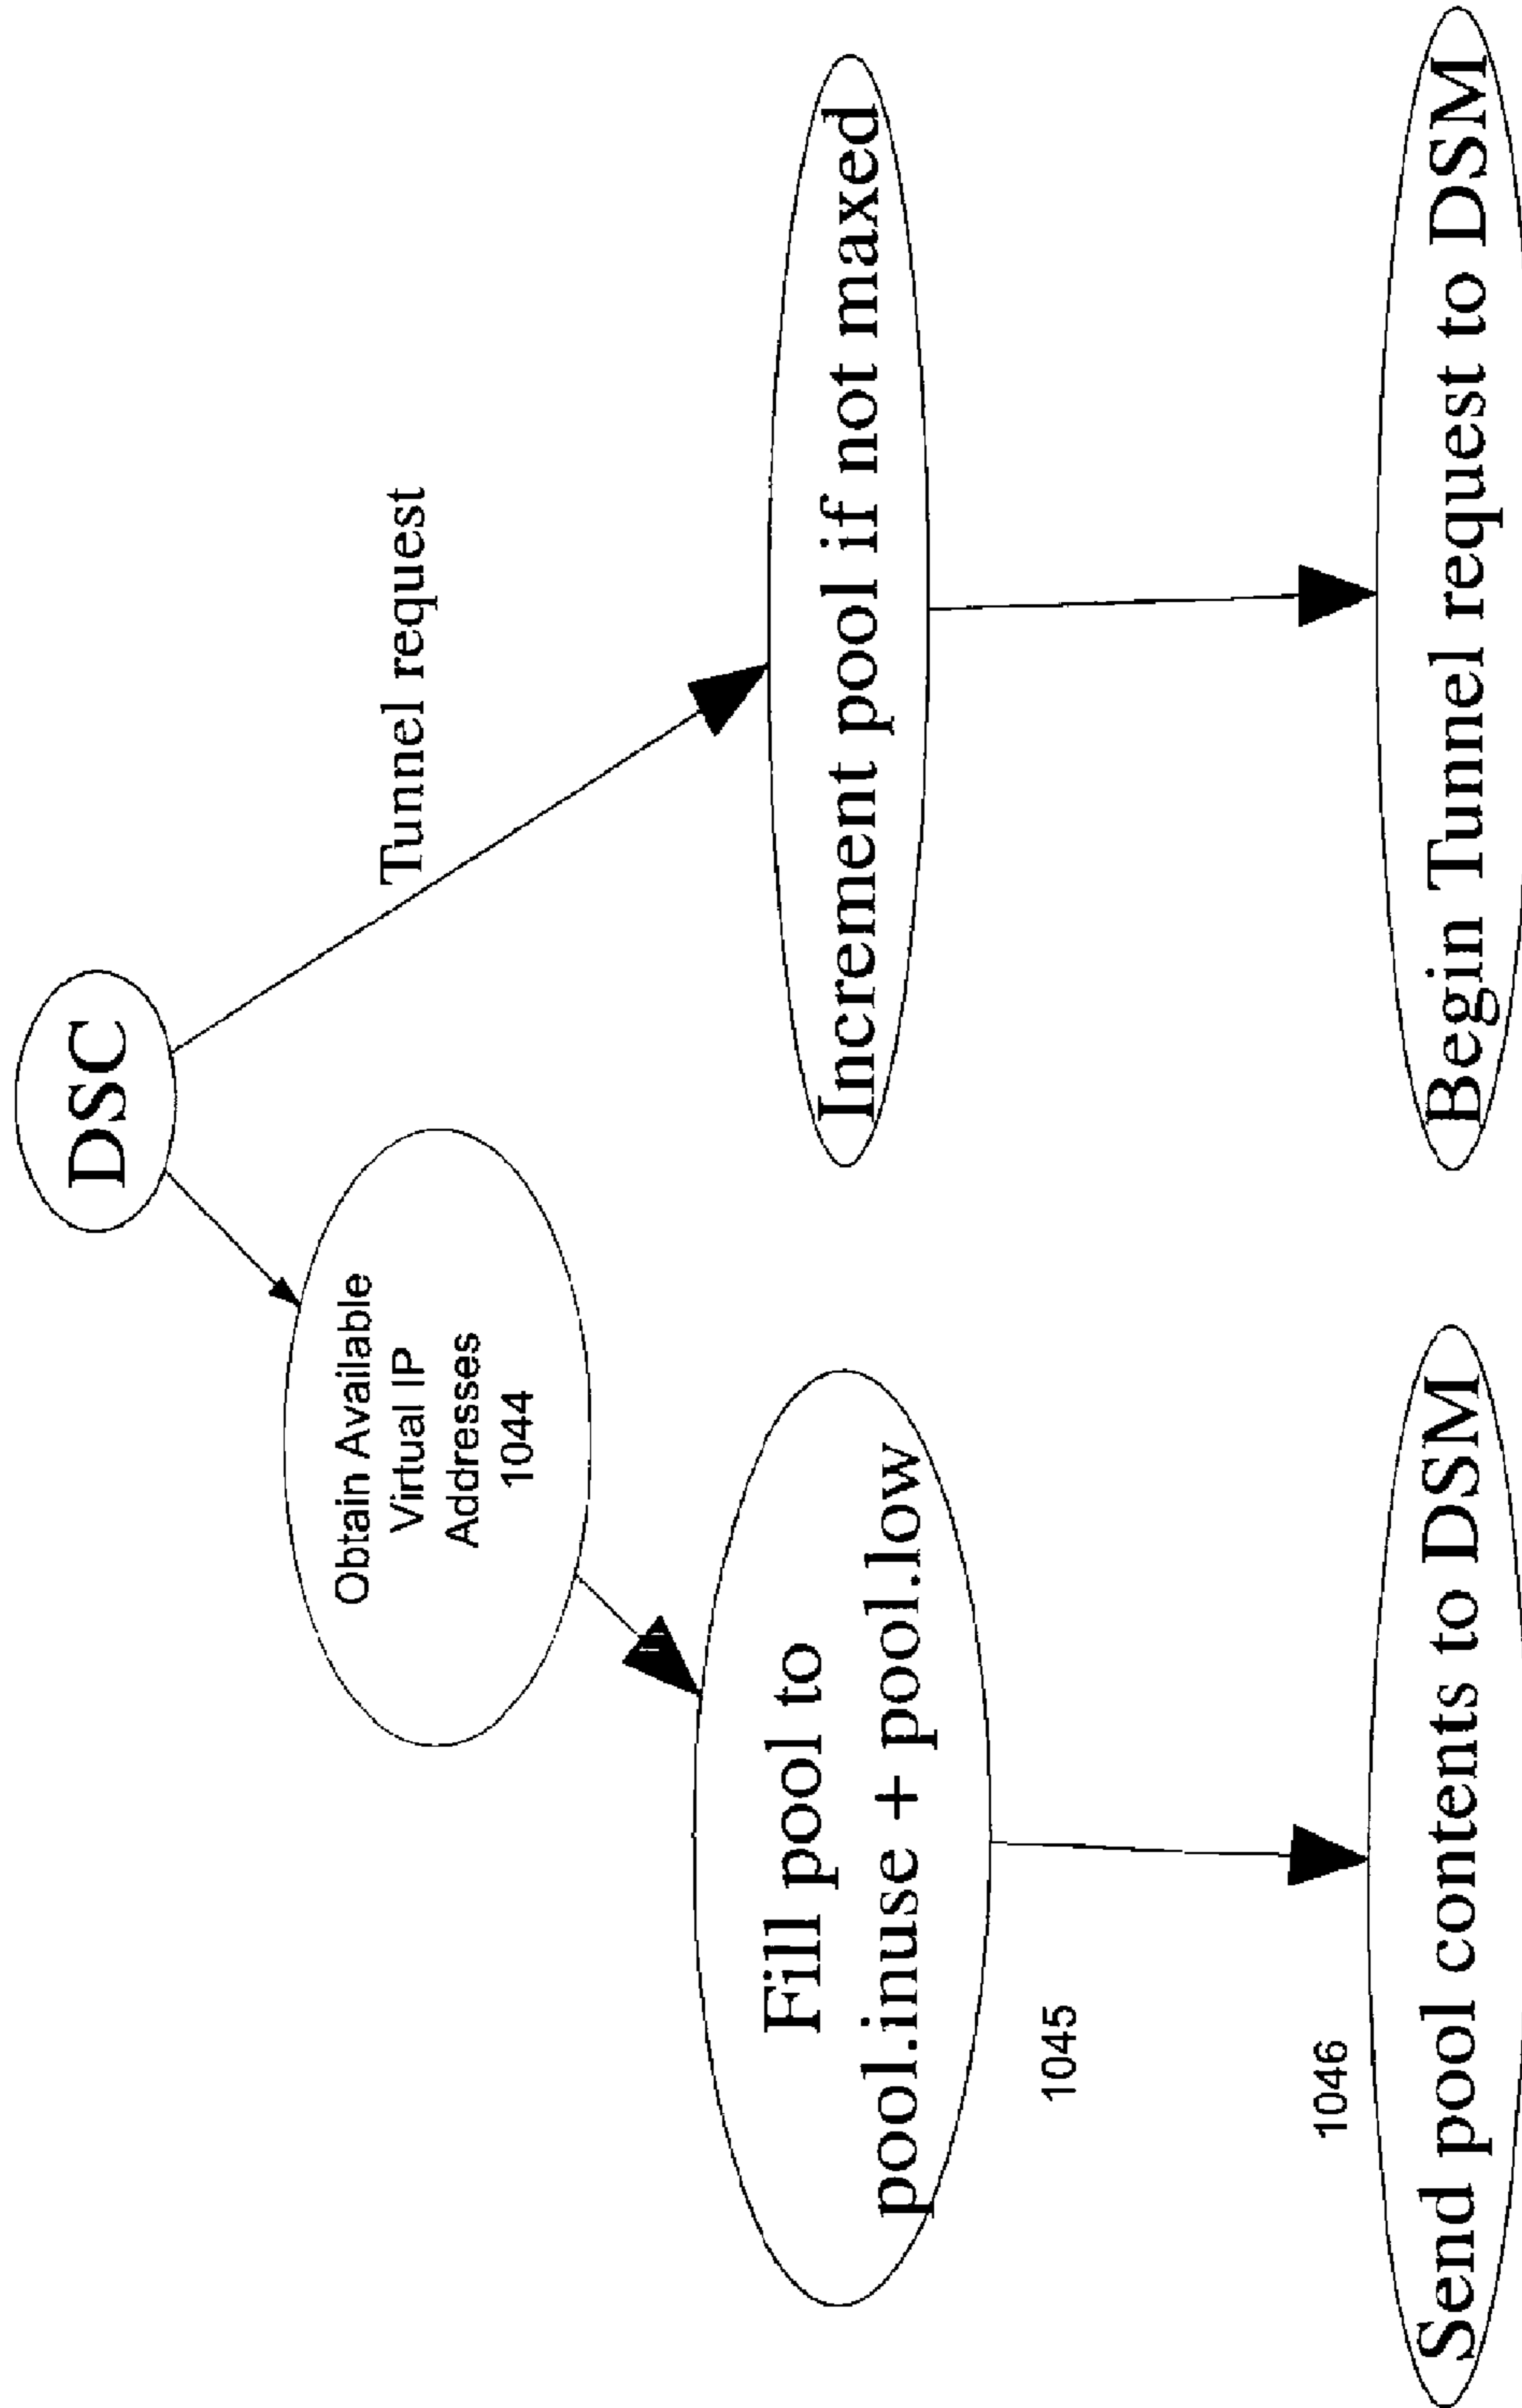 DSC
Obtain Available
Virtual IP
Addresses
1044
Tunnel request
Fill pool to
pool.inuse + pool.low
1045
Increment pool if not maxed
1046
Send pool contents to DSM
Begin Tunnel request to DSM